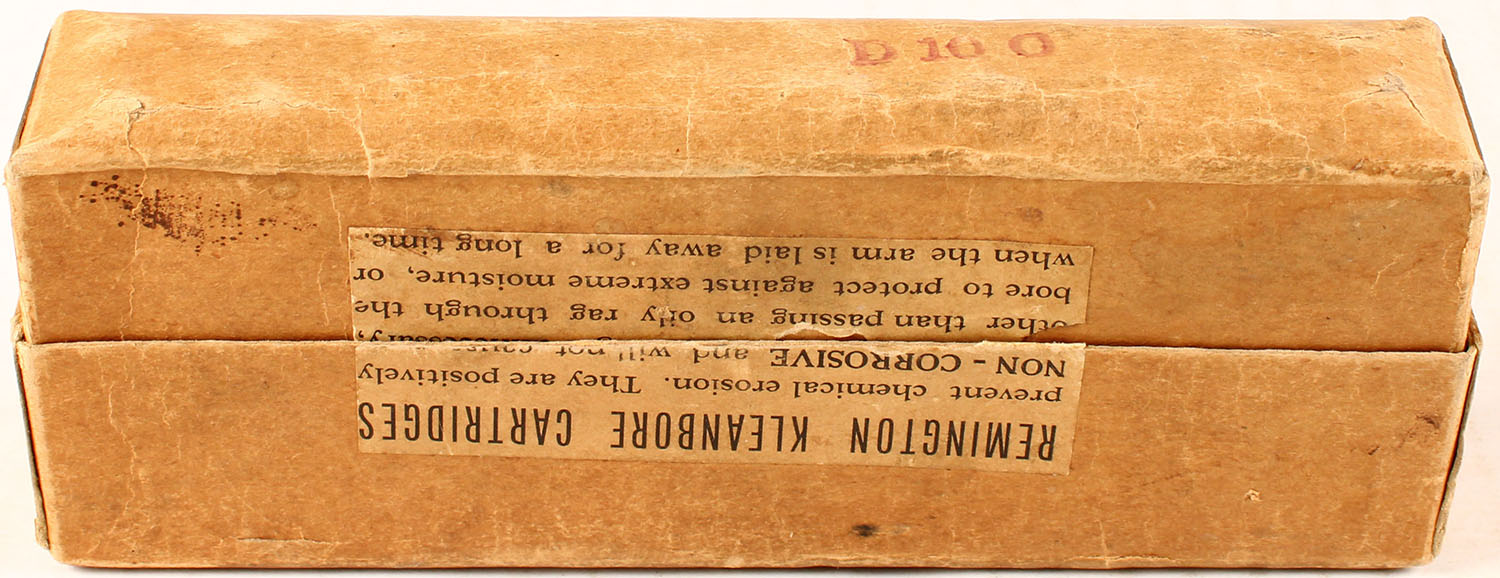 D 10 O
REMINGTON KLEANBORE CARTRIDGES
prevent chemical erosion. They are positively
NON-CORROSIVE and will not
other than passing an oily rag through the
bore to protect against extreme moisture, or
when the arm is laid away for a long time.